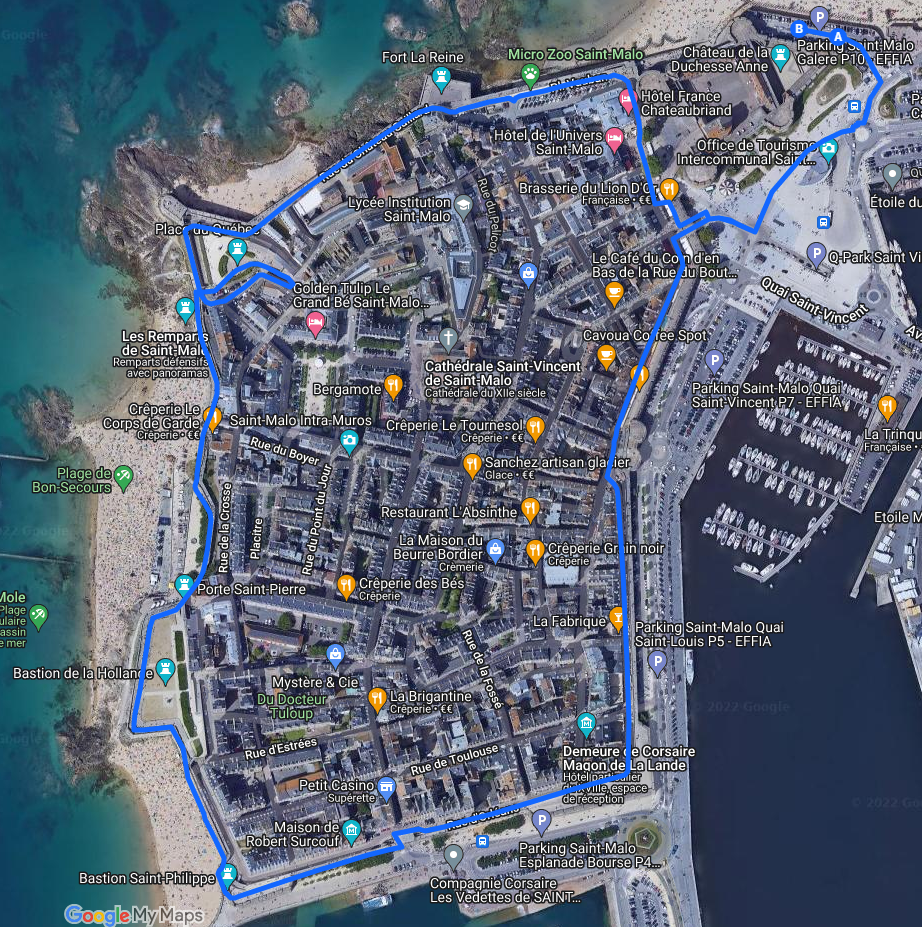 Fort La Reine
Micro Zoo Saint-Malo
Château de la
Duchesse Anne
B
A
Parking Saint-Malo
Galere P10 - EFFIA
Hôtel France
Chateaubriand
Hôtel de l'Univers
Saint-Malo
Office de Tourisme
Intercommunal Saint...
Brasserie du Lion D'Or
Française • €€
Étoile du
Lycée Institution
Saint-Malo
Rue du Pelicot
Place du Québec
Q-Park Saint Vi
Le Café du Coin d'en
Bas de la Rue du Bout...
Quai Saint-Vincent
Golden Tulip Le
Grand Bé Saint-Malo...
Les Remparts
de Saint-Malo
Remparts défensifs
avec panoramas
Cavoua Coffee Spot
Cathédrale Saint-Vincent
de Saint-Malo
Cathédrale du XIIe siècle
Bergamote
Parking Saint-Malo Quai
Saint-Vincent P7 - EFFIA
Crêperie Le
Corps de Garde
Crêperie • €€
Saint-Malo Intra-Muros
Crêperie Le Tournesol
Crêperie • €€
La Trinqu
Française •
Rue du Boyer
Sanchez artisan glacier
Glace • €€
Plage de
Bon-Secours
Rue de la Crosse
Placitre
Rue du Point du Jour
Restaurant L'Absinthe
Etoile M
La Maison du
Beurre Bordier
Crèmerie
Crêperie Grain noir
Crêperie
Porte Saint-Pierre
Crêperie des Bés
Crêperie
Mole
Plage
ulaire
assin
e mer
La Fabrique
Parking Saint-Malo Quai
Saint-Louis P5 - EFFIA
Rue de la Fosse
Bastion de la Hollande
Mystère & Cie
Du Docteur
Tuloup
La Brigantine
Crêperie • €€
©2022 Google
Rue d'Estrées
Rue de Toulouse
Demeure de Corsaire
Magon de La Lande
Hôtel particulier
de ville, espace
de réception
Petit Casino
Supérette
Rue d'Orléans
Maison de
Robert Surcouf
Parking Saint-Malo
Esplanade Bourse P4...
Bastion Saint-Philippe
Compagnie Corsaire
Les Vedettes de SAINT...
Google My Maps